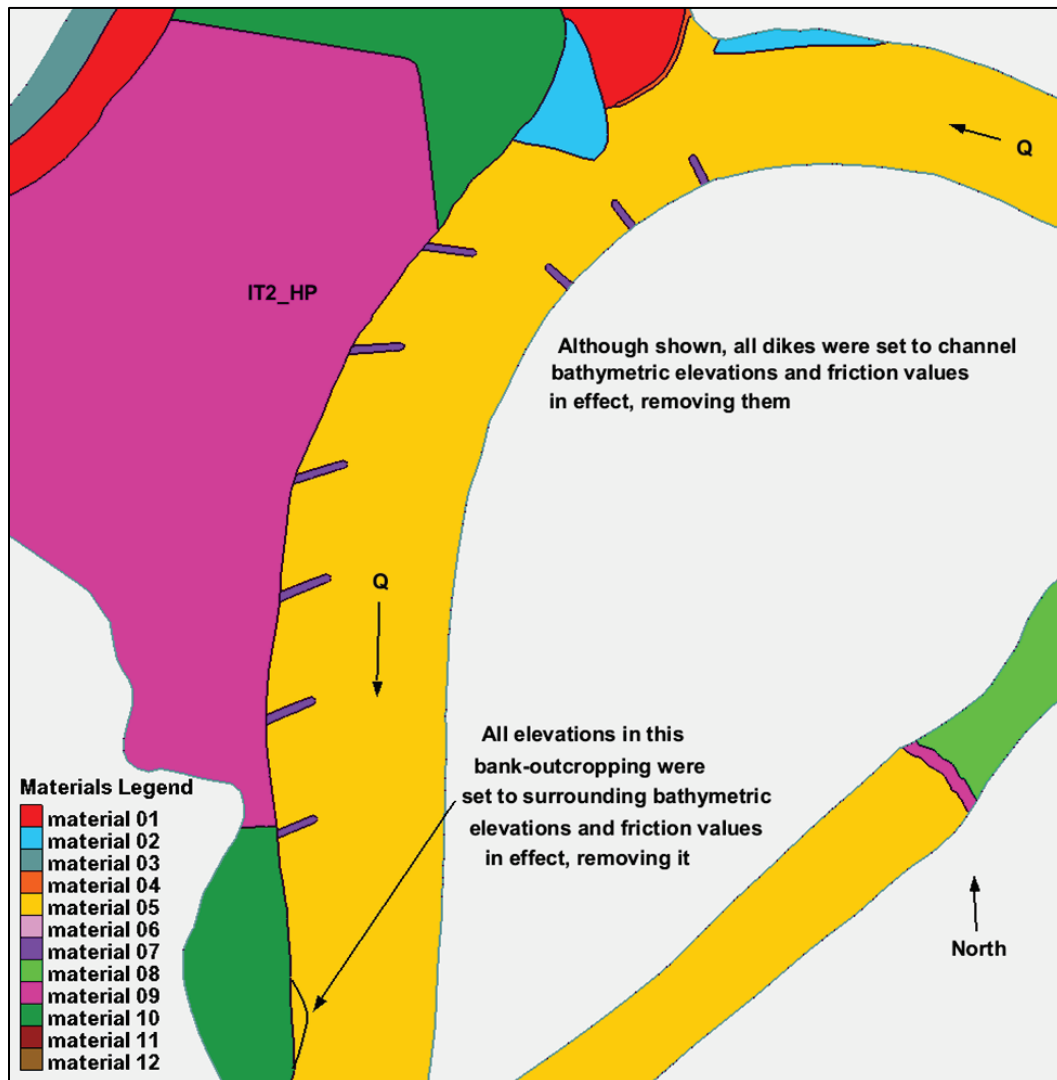 Q
IT2_HP
Although shown, all dikes were set to channel
bathymetric elevations and friction values
in effect, removing them
Q
All elevations in this
bank-outcropping were
set to surrounding bathymetric
elevations and friction values
in effect, removing it
North
Materials Legend
material 01
material 02
material 03
material 04
material 05
material 06
material 07
material 08
material 09
material 10
material 11
material 12